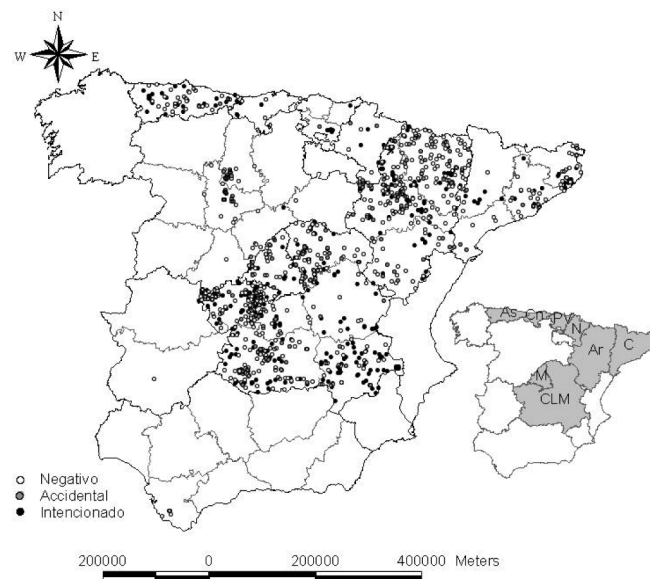 N
W E
S
As Cn PV
N
Ar C
M
CLM
Negativo
Accidental
Intencionado
200000 0 200000 400000 Meters